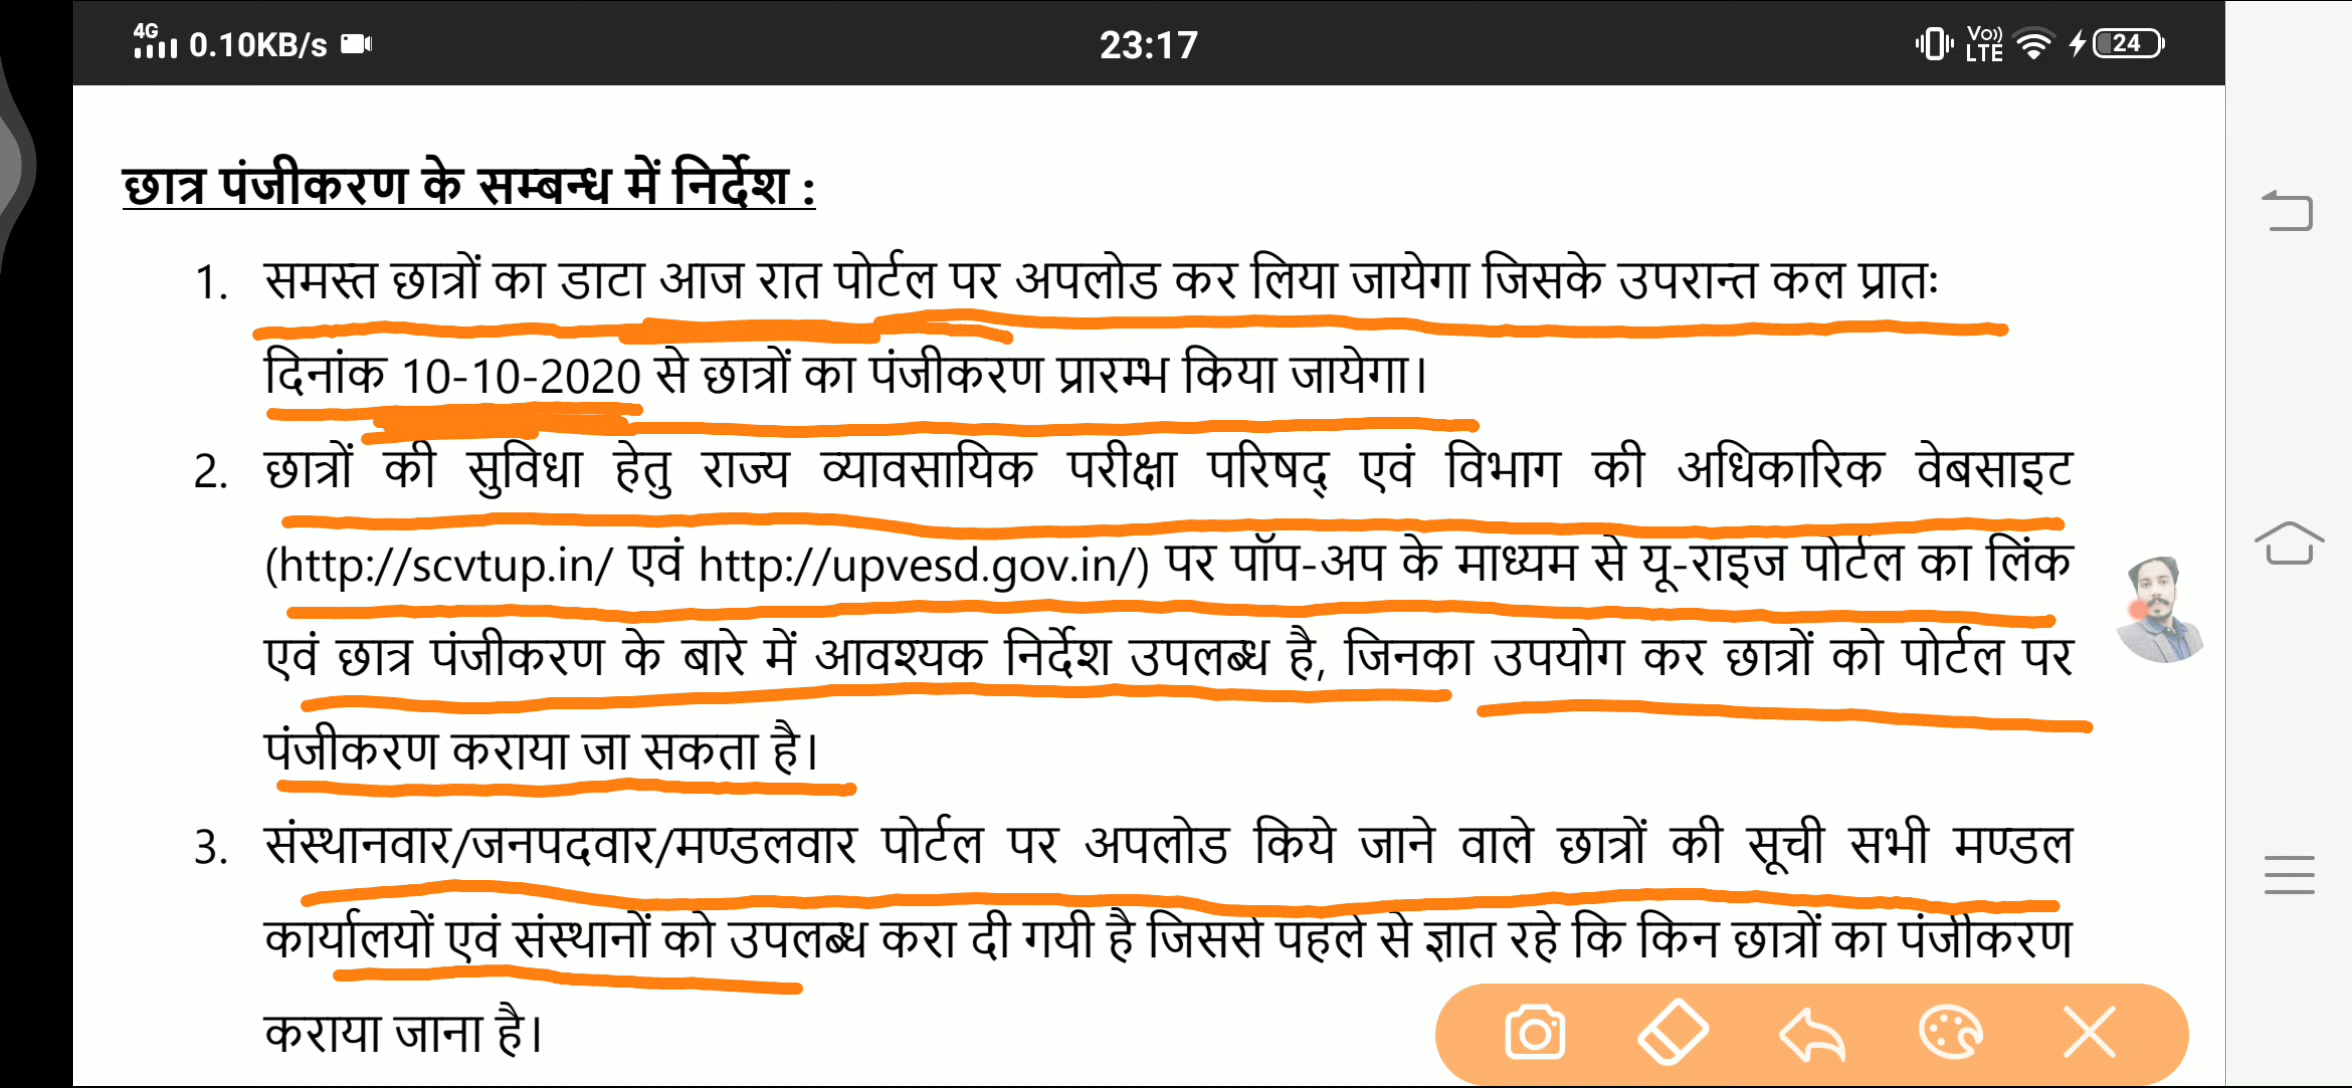 4G 0.10KB/s 23:17 Vo)) LTE 24
छात्र पंजीकरण के सम्बन्ध में निर्देश :
1. समस्त छात्रों का डाटा आज रात पोर्टल पर अपलोड कर लिया जायेगा जिसके उपरान्त कल प्रातः
दिनांक 10-10-2020 से छात्रों का पंजीकरण प्रारम्भ किया जायेगा।
2. छात्रों की सुविधा हेतु राज्य व्यावसायिक परीक्षा परिषद् एवं विभाग की अधिकारिक वेबसाइट
(http://scvtup.in/ एवं http://upvesd.gov.in/) पर पॉप-अप के माध्यम से यू-राइज पोर्टल का लिंक
एवं छात्र पंजीकरण के बारे में आवश्यक निर्देश उपलब्ध है, जिनका उपयोग कर छात्रों को पोर्टल पर
पंजीकरण कराया जा सकता है।
3. संस्थानवार/जनपदवार/मण्डलवार पोर्टल पर अपलोड किये जाने वाले छात्रों की सूची सभी मण्डल
कार्यालयों एवं संस्थानों को उपलब्ध करा दी गयी है जिससे पहले से ज्ञात रहे कि किन छात्रों का पंजीकरण
कराया जाना है।